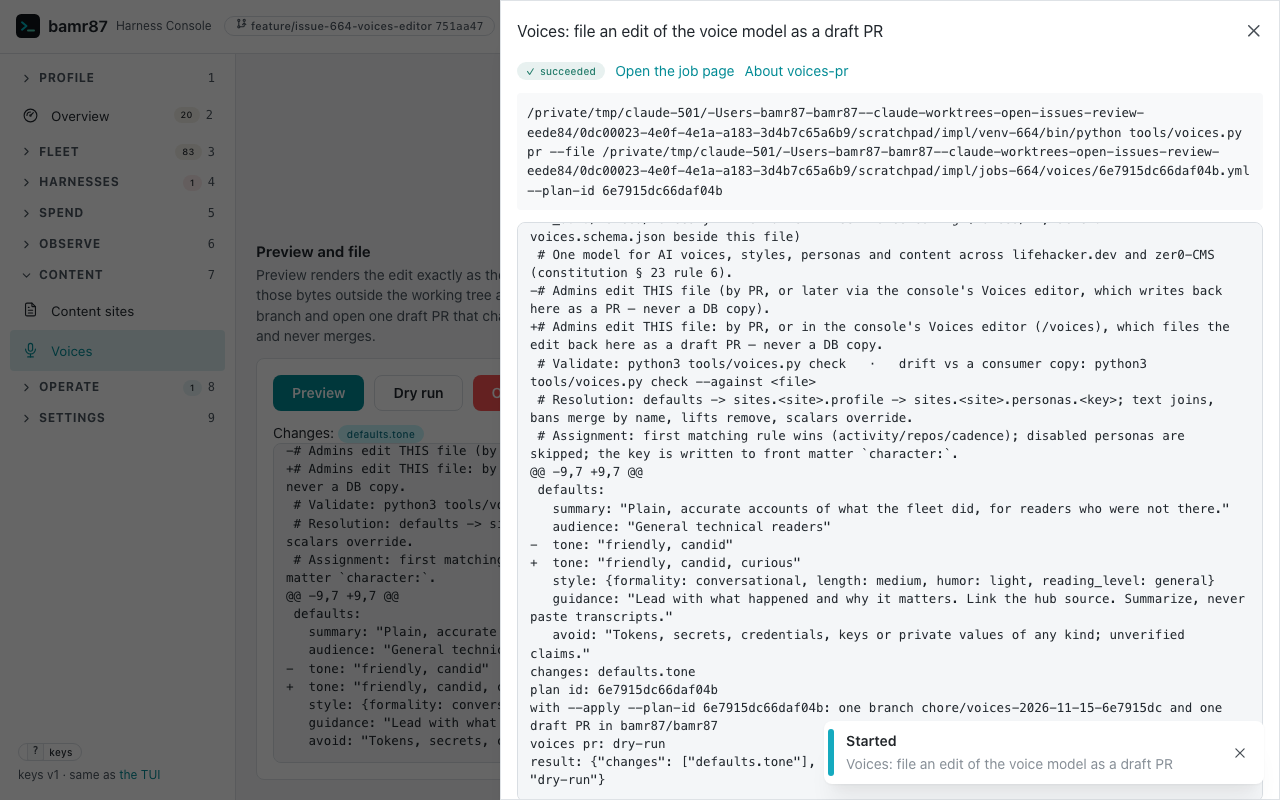 bamr87
Harness Console
feature/issue-664-voices-editor 751aa47
PROFILE 1
Overview 20 2
FLEET 83 3
HARNESSES 1 4
SPEND 5
OBSERVE 6
CONTENT 7
Content sites
Voices
OPERATE 1 8
SETTINGS 9
? keys
keys v1 · same as the TUI
Preview and file
Preview renders the edit exactly as the
those bytes outside the working tree a
branch and open one draft PR that cha
and never merges.
Preview
Dry run
Changes: defaults.tone
−# Admins edit THIS file (by
+# Admins edit THIS file: by
never a DB copy.
# Validate: python3 tools/vo
# Resolution: defaults −> si
scalars override.
# Assignment: first matching
matter `character:`.
@@ −9,7 +9,7 @@
defaults:
summary: "Plain, accurate
audience: "General techni
− tone: "friendly, candid"
+ tone: "friendly, candid,
style: {formality: convers
guidance: "Lead with what
avoid: "Tokens, secrets,
Voices: file an edit of the voice model as a draft PR
✓ succeeded
Open the job page
About voices-pr
/private/tmp/claude-501/-Users-bamr87-bamr87--claude-worktrees-open-issues-review-
eede84/0dc00023-4e0f-4e1a-a183-3d4b7c65a6b9/scratchpad/impl/venv-664/bin/python tools/voices.py
pr --file /private/tmp/claude-501/-Users-bamr87-bamr87--claude-worktrees-open-issues-review-
eede84/0dc00023-4e0f-4e1a-a183-3d4b7c65a6b9/scratchpad/impl/jobs-664/voices/6e7915dc66daf04b.yml
--plan-id 6e7915dc66daf04b
voices.schema.json beside this file)
# One model for AI voices, styles, personas and content across lifehacker.dev and zer0-CMS
(constitution § 23 rule 6).
−# Admins edit THIS file (by PR, or later via the console's Voices editor, which writes back
here as a PR — never a DB copy).
+# Admins edit THIS file: by PR, or in the console's Voices editor (/voices), which files the
edit back here as a draft PR — never a DB copy.
# Validate: python3 tools/voices.py check · drift vs a consumer copy: python3
tools/voices.py check --against <file>
# Resolution: defaults −> sites.<site>.profile −> sites.<site>.personas.<key>; text joins,
bans merge by name, lifts remove, scalars override.
# Assignment: first matching rule wins (activity/repos/cadence); disabled personas are
skipped; the key is written to front matter `character:`.
@@ −9,7 +9,7 @@
defaults:
summary: "Plain, accurate accounts of what the fleet did, for readers who were not there."
audience: "General technical readers"
− tone: "friendly, candid"
+ tone: "friendly, candid, curious"
style: {formality: conversational, length: medium, humor: light, reading_level: general}
guidance: "Lead with what happened and why it matters. Link the hub source. Summarize, never
paste transcripts."
avoid: "Tokens, secrets, credentials, keys or private values of any kind; unverified
claims."
changes: defaults.tone
plan id: 6e7915dc66daf04b
with --apply --plan-id 6e7915dc66daf04b: one branch chore/voices-2026-11-15-6e7915dc and one
draft PR in bamr87/bamr87
voices pr: dry-run
result: {"changes": ["defaults.tone"],
"dry-run"}
Started
Voices: file an edit of the voice model as a draft PR